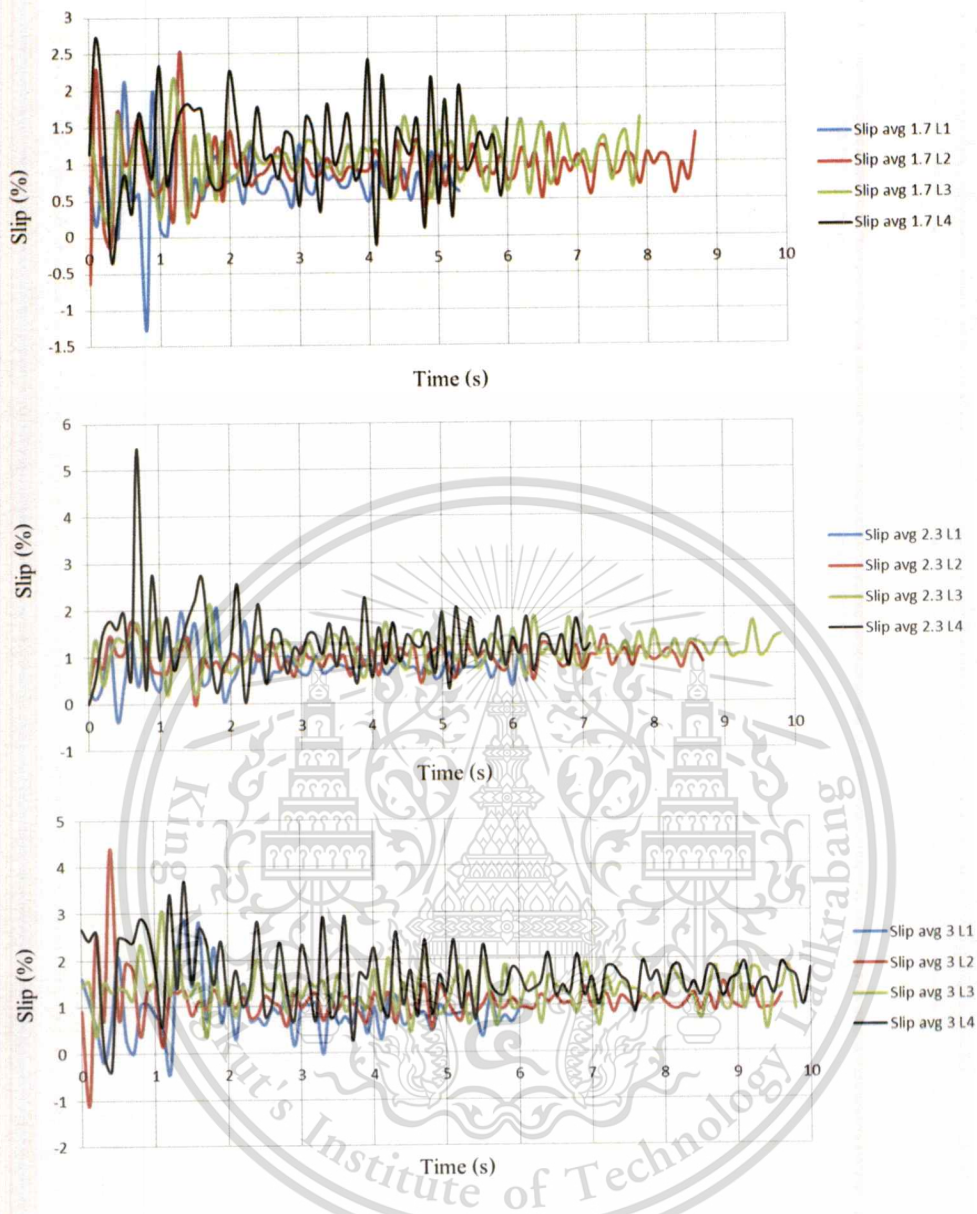 3
2.5
2
1.5
1
0.5
0
-0.5
-1
-1.5
Slip (%)
0 1 2 3 4 5 6 7 8 9 10
Time (s)
Slip avg 1.7 L1
Slip avg 1.7 L2
Slip avg 1.7 L3
Slip avg 1.7 L4
6
5
4
3
2
1
0
-1
Slip (%)
0 1 2 3 4 5 6 7 8 9 10
Time (s)
Slip avg 2.3 L1
Slip avg 2.3 L2
Slip avg 2.3 L3
Slip avg 2.3 L4
5
4
3
2
1
0
-1
-2
Slip (%)
0 1 2 3 4 5 6 7 8 9 10
Time (s)
Slip avg 3 L1
Slip avg 3 L2
Slip avg 3 L3
Slip avg 3 L4
King Mongkut's Institute of Technology Ladkrabang